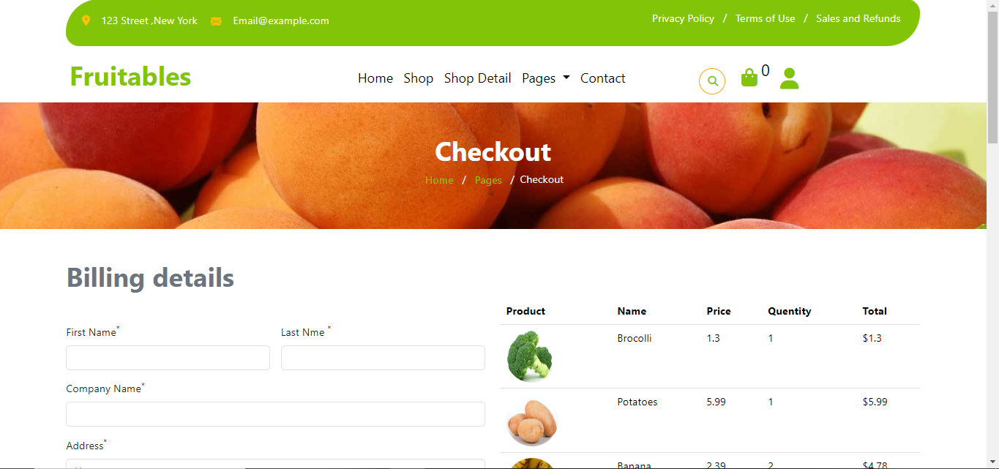 123 Street ,New York Email@example.com Privacy Policy / Terms of Use / Sales and Refunds
Fruitables Home Shop Shop Detail Pages Contact 0
Checkout
Home / Pages / Checkout
Billing details
Product Name Price Quentity Total
First Name* Last Nme *
Brocolli 1.3 1 $1.3
Company Name*
Potatoes 5.99 1 $5.99
Address*
Banana 2.39 2 $4.78